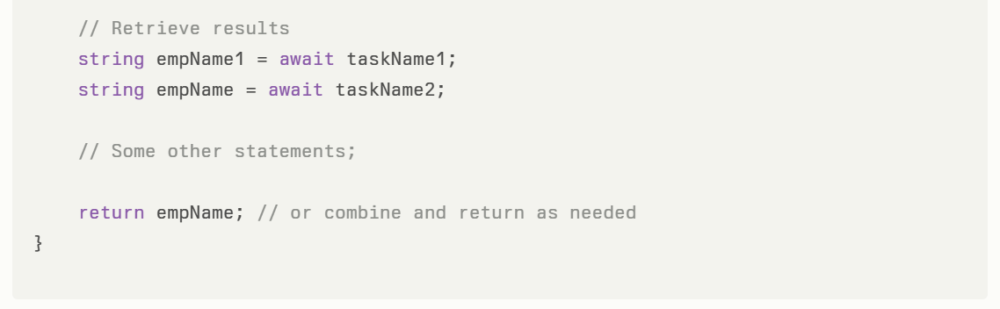 // Retrieve results
string empName1 = await taskName1;
string empName = await taskName2;
// Some other statements;
return empName; // or combine and return as needed
}